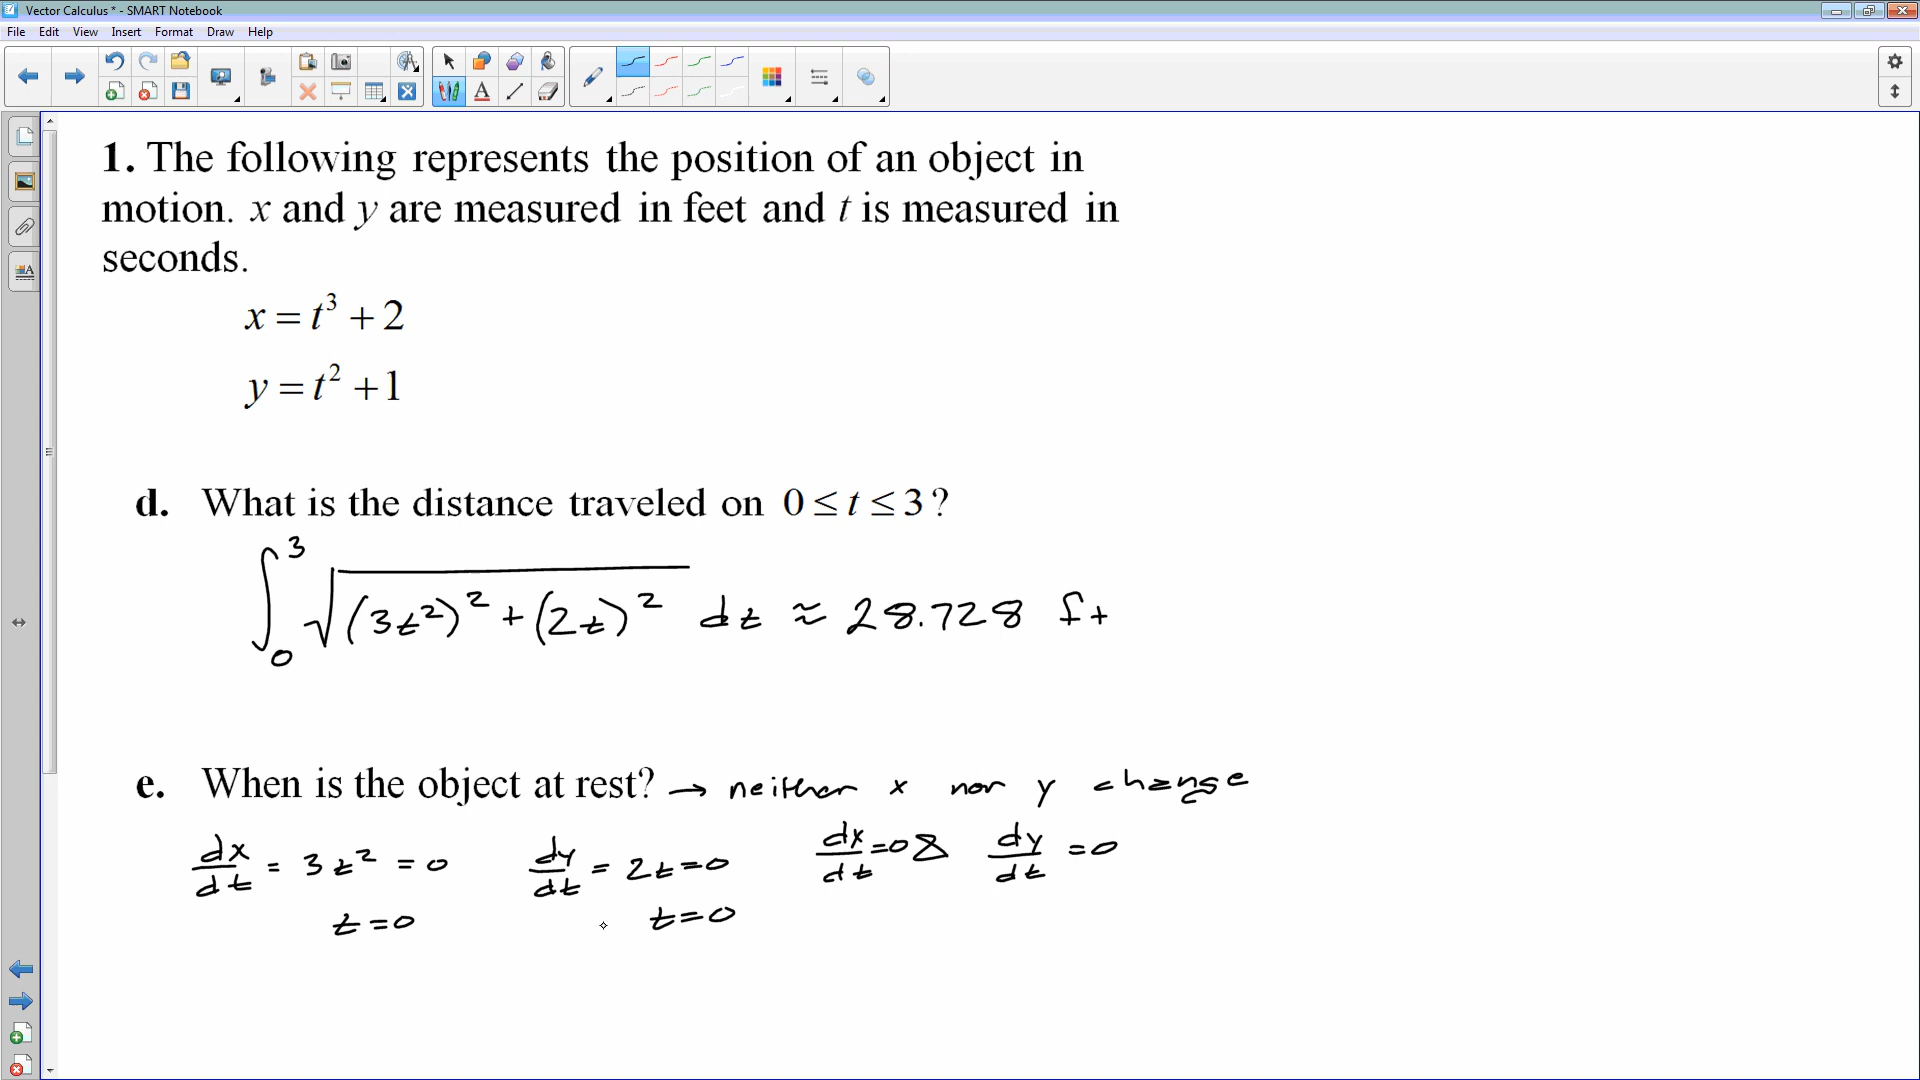 Vector Calculus * - SMART Notebook
File Edit View Insert Format Draw Help
1. The following represents the position of an object in
motion. x and y are measured in feet and t is measured in
seconds.
x = t³ + 2
y = t² + 1
d. What is the distance traveled on 0 ≤ t ≤ 3?
∫₀³ √((3t²)² + (2t)²) dt ≈ 28.728 ft
e. When is the object at rest? → neither x nor y change
dx/dt = 3t² = 0 dy/dt = 2t = 0 dx/dt = 0 & dy/dt = 0
t = 0 t = 0